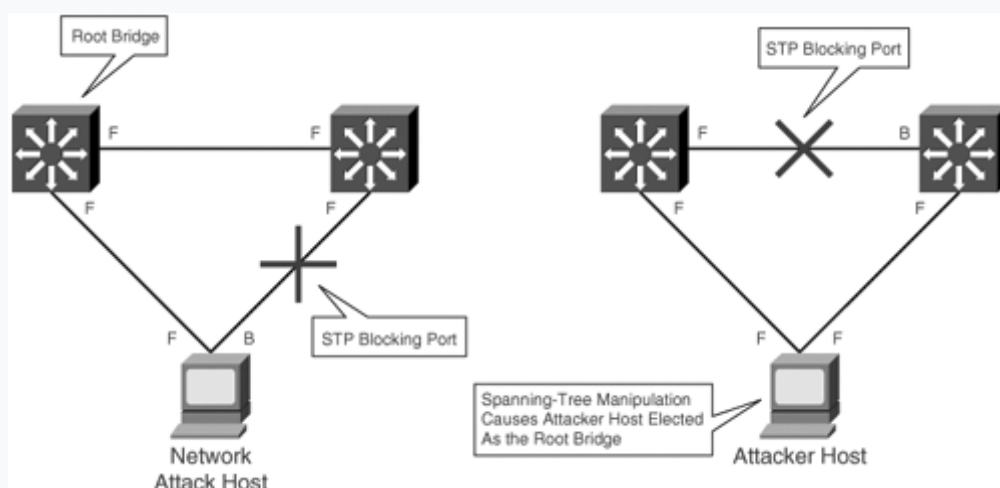 Root Bridge
F
F
F
F
STP Blocking Port
F
B
Network
Attack Host
STP Blocking Port
F
B
F
F
F
F
Spanning-Tree Manipulation
Causes Attacker Host Elected
As the Root Bridge
Attacker Host